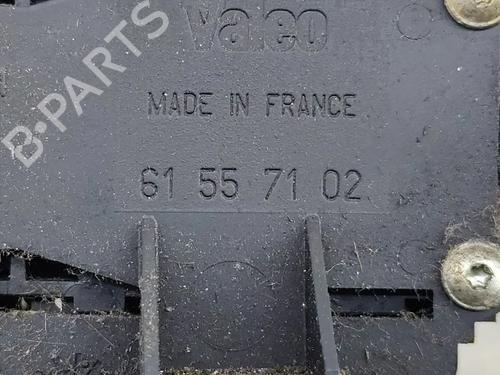 Valeo
MADE IN FRANCE
61 55 71 02
B-PARTS